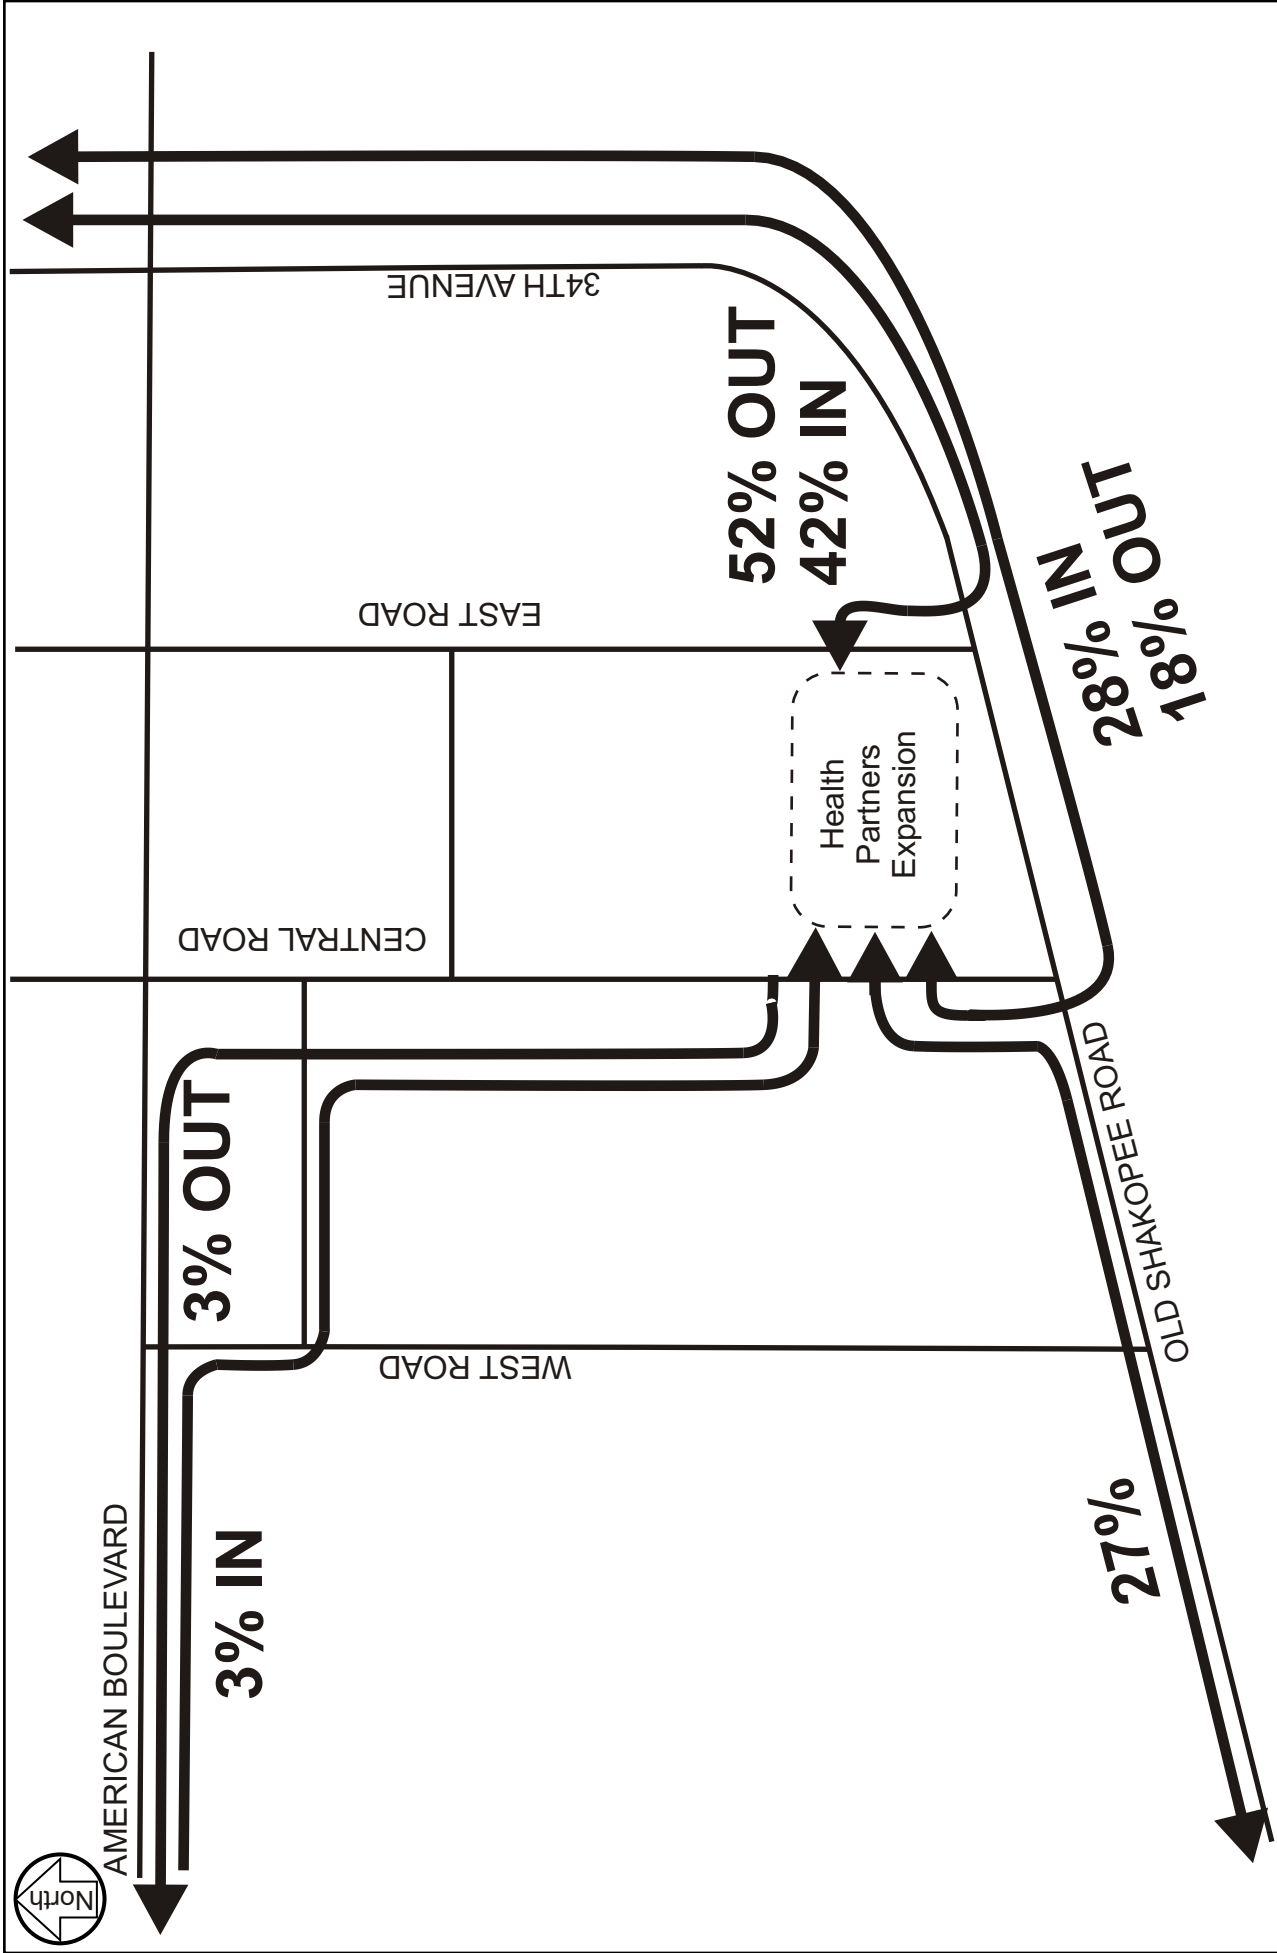 North
AMERICAN BOULEVARD
3% IN
3% OUT
WEST ROAD
CENTRAL ROAD
EAST ROAD
34TH AVENUE
52% OUT
42% IN
Health
Partners
Expansion
28% IN
18% OUT
OLD SHAKOPEE ROAD
27%